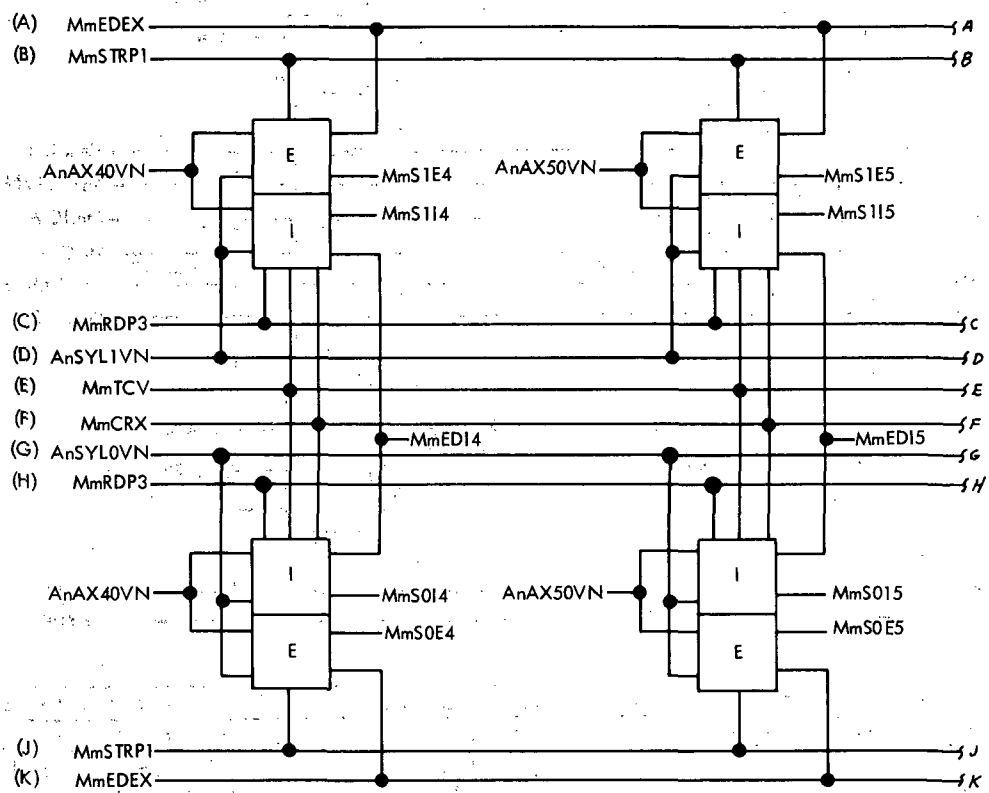 (A) MmEDEX A
(B) MmSTRP1 B
E E
AnAX40VN MmS1E4 AnAX50VN MmS1E5
MmS1I4 MmS1I5
I I
(C) MmRDP3 C
(D) AnSYL1VN D
(E) MmTCV E
(F) MmCRX F
MmEDI4 MmEDI5
(G) AnSYL0VN G
(H) MmRDP3 H
I I
AnAX40VN MmS0I4 AnAX50VN MmS0I5
MmS0E4 MmS0E5
E E
(J) MmSTRP1 J
(K) MmEDEX K